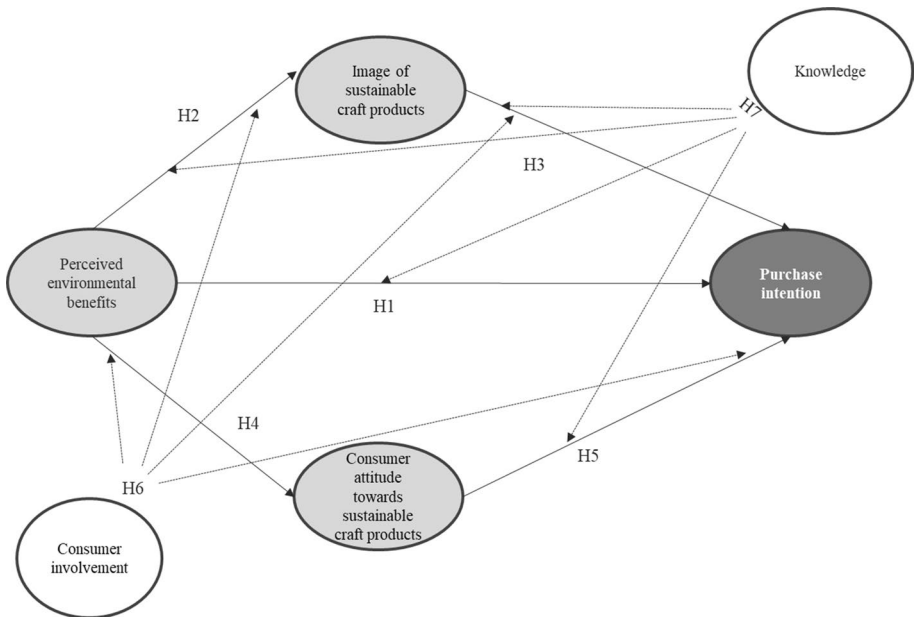 Image of
sustainable
craft products
Knowledge
H7
H2
H3
Perceived
environmental
benefits
Purchase
intention
H1
H4
Consumer
attitude
towards
sustainable
craft products
H5
H6
Consumer
involvement